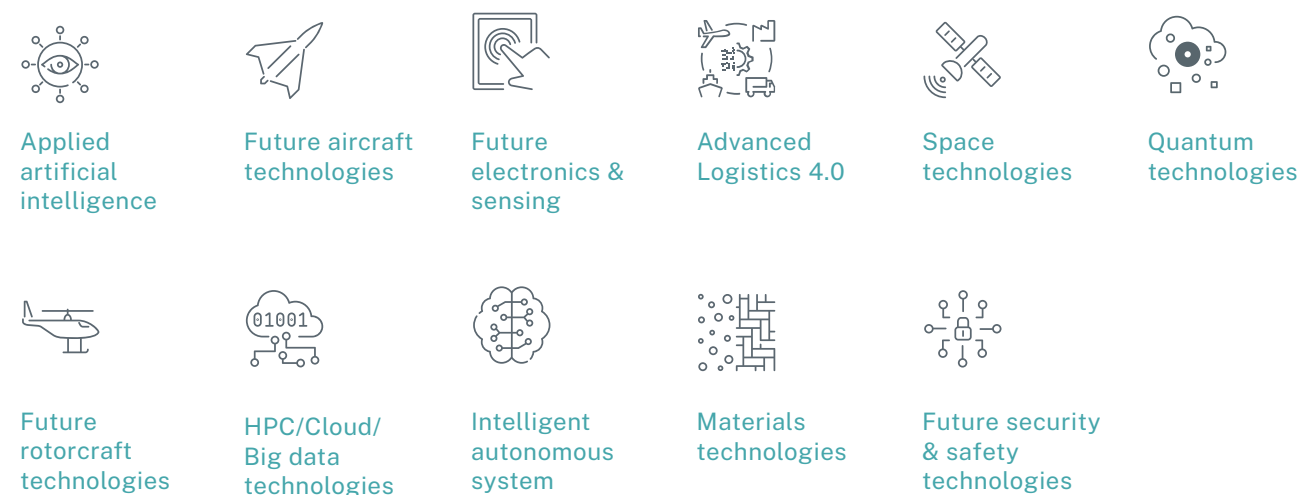 Applied
artificial
intelligence
Future aircraft
technologies
Future
electronics &
sensing
Advanced
Logistics 4.0
Space
technologies
Quantum
technologies
01001
Future
rotorcraft
technologies
HPC/Cloud/
Big data
technologies
Intelligent
autonomous
system
Materials
technologies
Future security
& safety
technologies